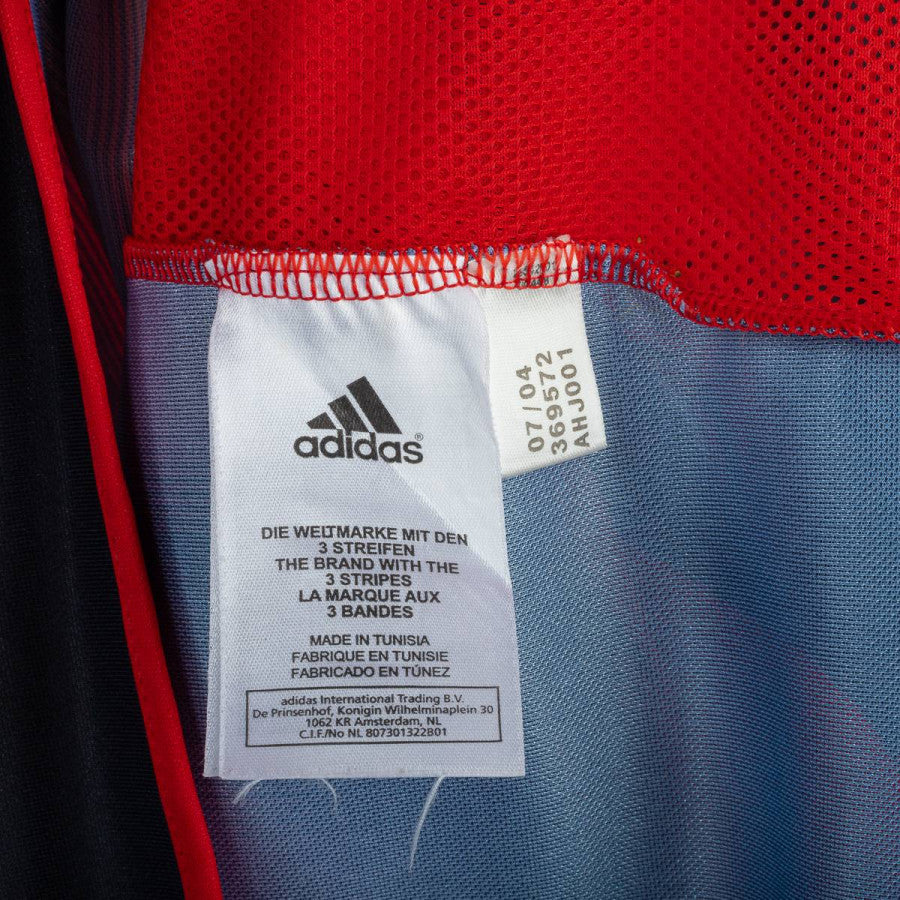 adidas®
DIE WELTMARKE MIT DEN
3 STREIFEN
THE BRAND WITH THE
3 STRIPES
LA MARQUE AUX
3 BANDES
MADE IN TUNISIA
FABRIQUE EN TUNISIE
FABRICADO EN TÚNEZ
adidas International Trading B.V.
De Prinsenhof, Konigin Wilhelminaplein 30
1062 KR Amsterdam, NL
C.I.F./No NL 807301322B01
07/04
369572
AHJ001